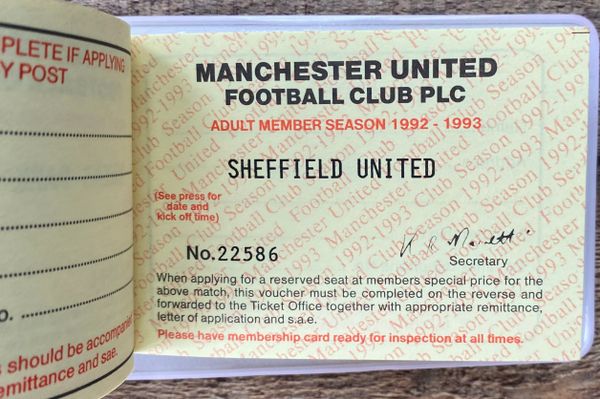 PLETE IF APPLYING
Y POST
O. 
s should be accompanied
emittance and sae.
MANCHESTER UNITED
FOOTBALL CLUB PLC
ADULT MEMBER SEASON 1992 - 1993
SHEFFIELD UNITED
(See press for
date and
kick off time)
No.22586
Secretary
When applying for a reserved seat at members special price for the
above match, this voucher must be completed on the reverse and
forwarded to the Ticket Office together with appropriate remittance,
letter of application and s.a.e.
Please have membership card ready for inspection at all times.